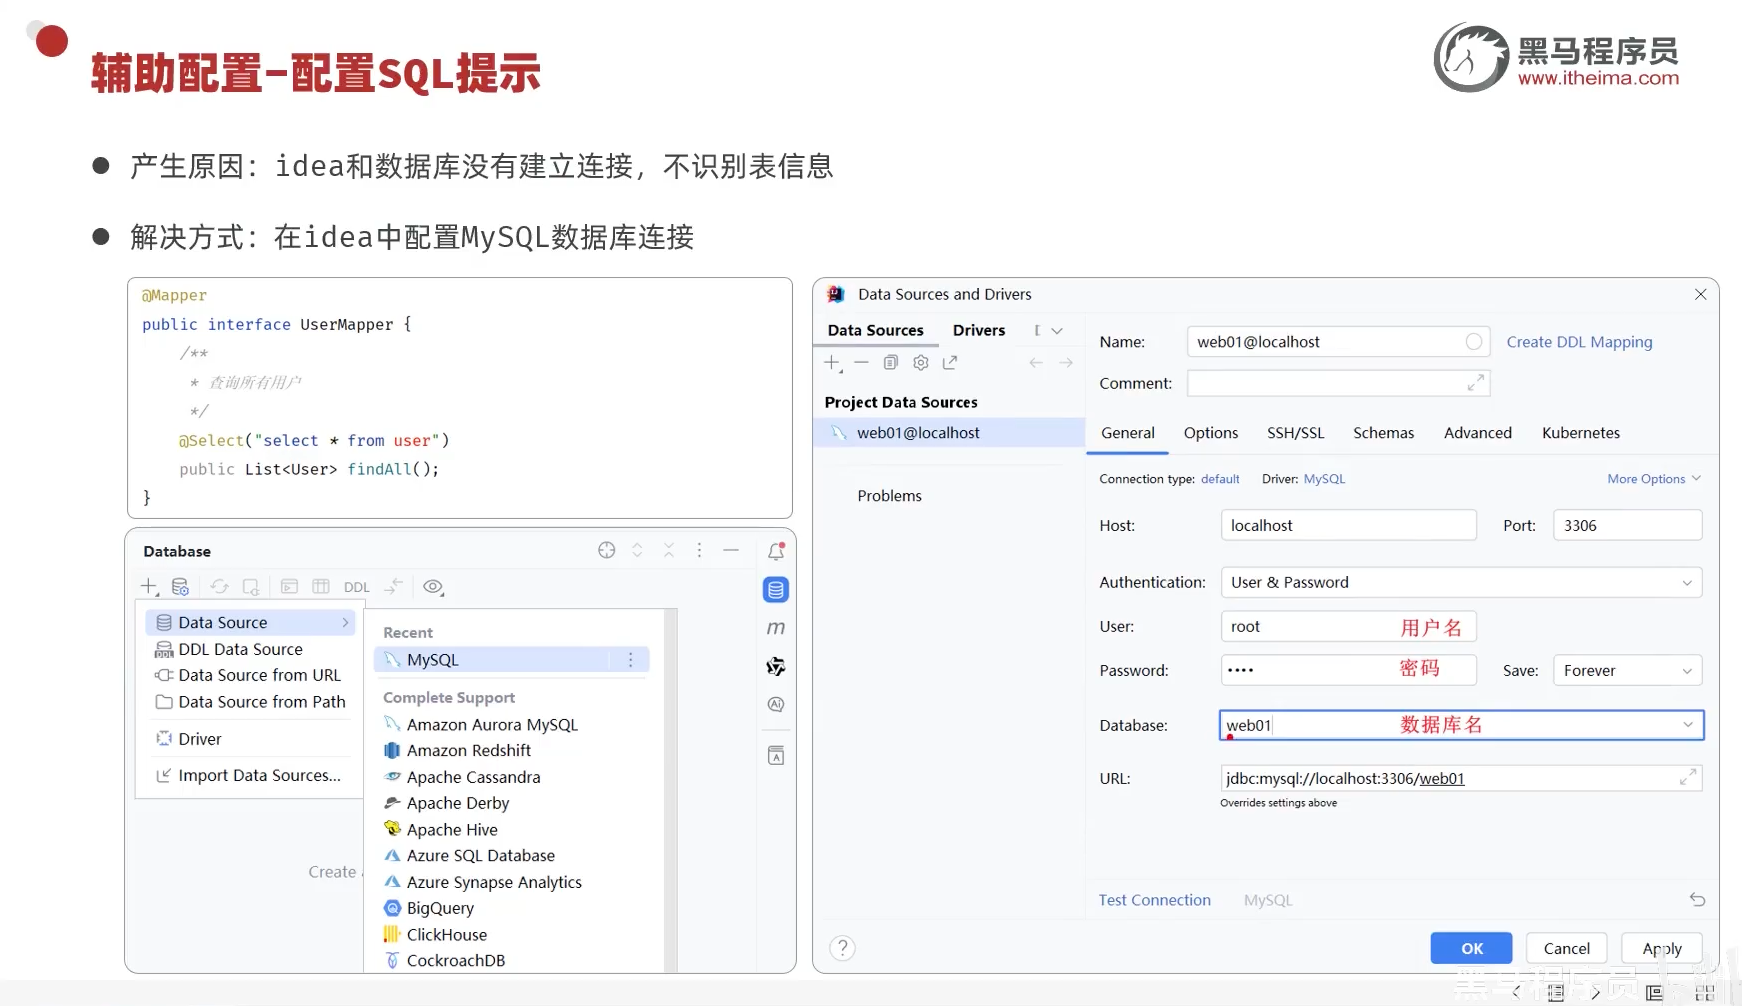 辅助配置-配置SQL提示
黑马程序员
www.itheima.com
产生原因：idea和数据库没有建立连接，不识别表信息
解决方式：在idea中配置MySQL数据库连接
@Mapper
public interface UserMapper {
/**
* 查询所有用户
*/
@Select("select * from user")
public List<User> findAll();
}
Database
DDL
Data Source
DDL Data Source
Data Source from URL
Data Source from Path
Driver
Import Data Sources...
Create
Recent
MySQL
Complete Support
Amazon Aurora MySQL
Amazon Redshift
Apache Cassandra
Apache Derby
Apache Hive
Azure SQL Database
Azure Synapse Analytics
BigQuery
ClickHouse
CockroachDB
Data Sources and Drivers
Data Sources Drivers
Project Data Sources
web01@localhost
Problems
Name: web01@localhost Create DDL Mapping
Comment:
General Options SSH/SSL Schemas Advanced Kubernetes
Connection type: default Driver: MySQL More Options
Host: localhost Port: 3306
Authentication: User & Password
User: root 用户名
Password: •••• 密码 Save: Forever
Database: web01 数据库名
URL: jdbc:mysql://localhost:3306/web01
Overrides settings above
Test Connection MySQL
? OK Cancel Apply
黑马程序员